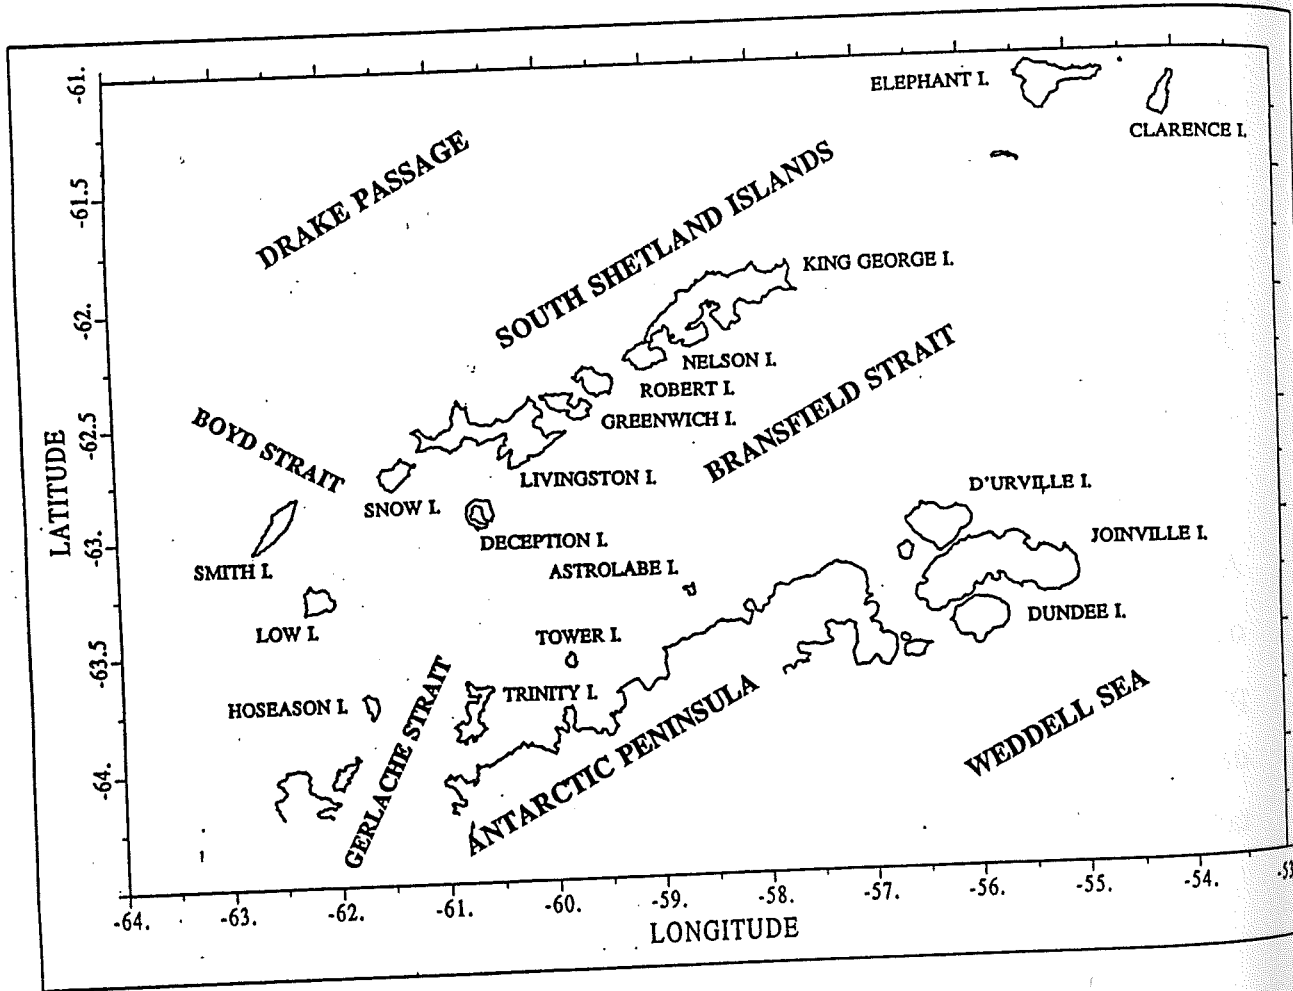 -61.
ELEPHANT I.
CLARENCE I.
DRAKE PASSAGE
-61.5
SOUTH SHETLAND ISLANDS
KING GEORGE I.
-62.
NELSON I.
ROBERT I.
GREENWICH I.
BRANSFIELD STRAIT
BOYD STRAIT
-62.5
LIVINGSTON I.
SNOW I.
D'URVILLE I.
LATITUDE
DECEPTION I.
JOINVILLE I.
-63.
SMITH I.
ASTROLABE I.
DUNDEE I.
LOW I.
TOWER I.
-63.5
TRINITY I.
HOSEASON I.
GERLACHE STRAIT
ANTARCTIC PENINSULA
WEDDELL SEA
-64.
-64. -63. -62. -61. -60. -59. -58. -57. -56. -55. -54.
LONGITUDE